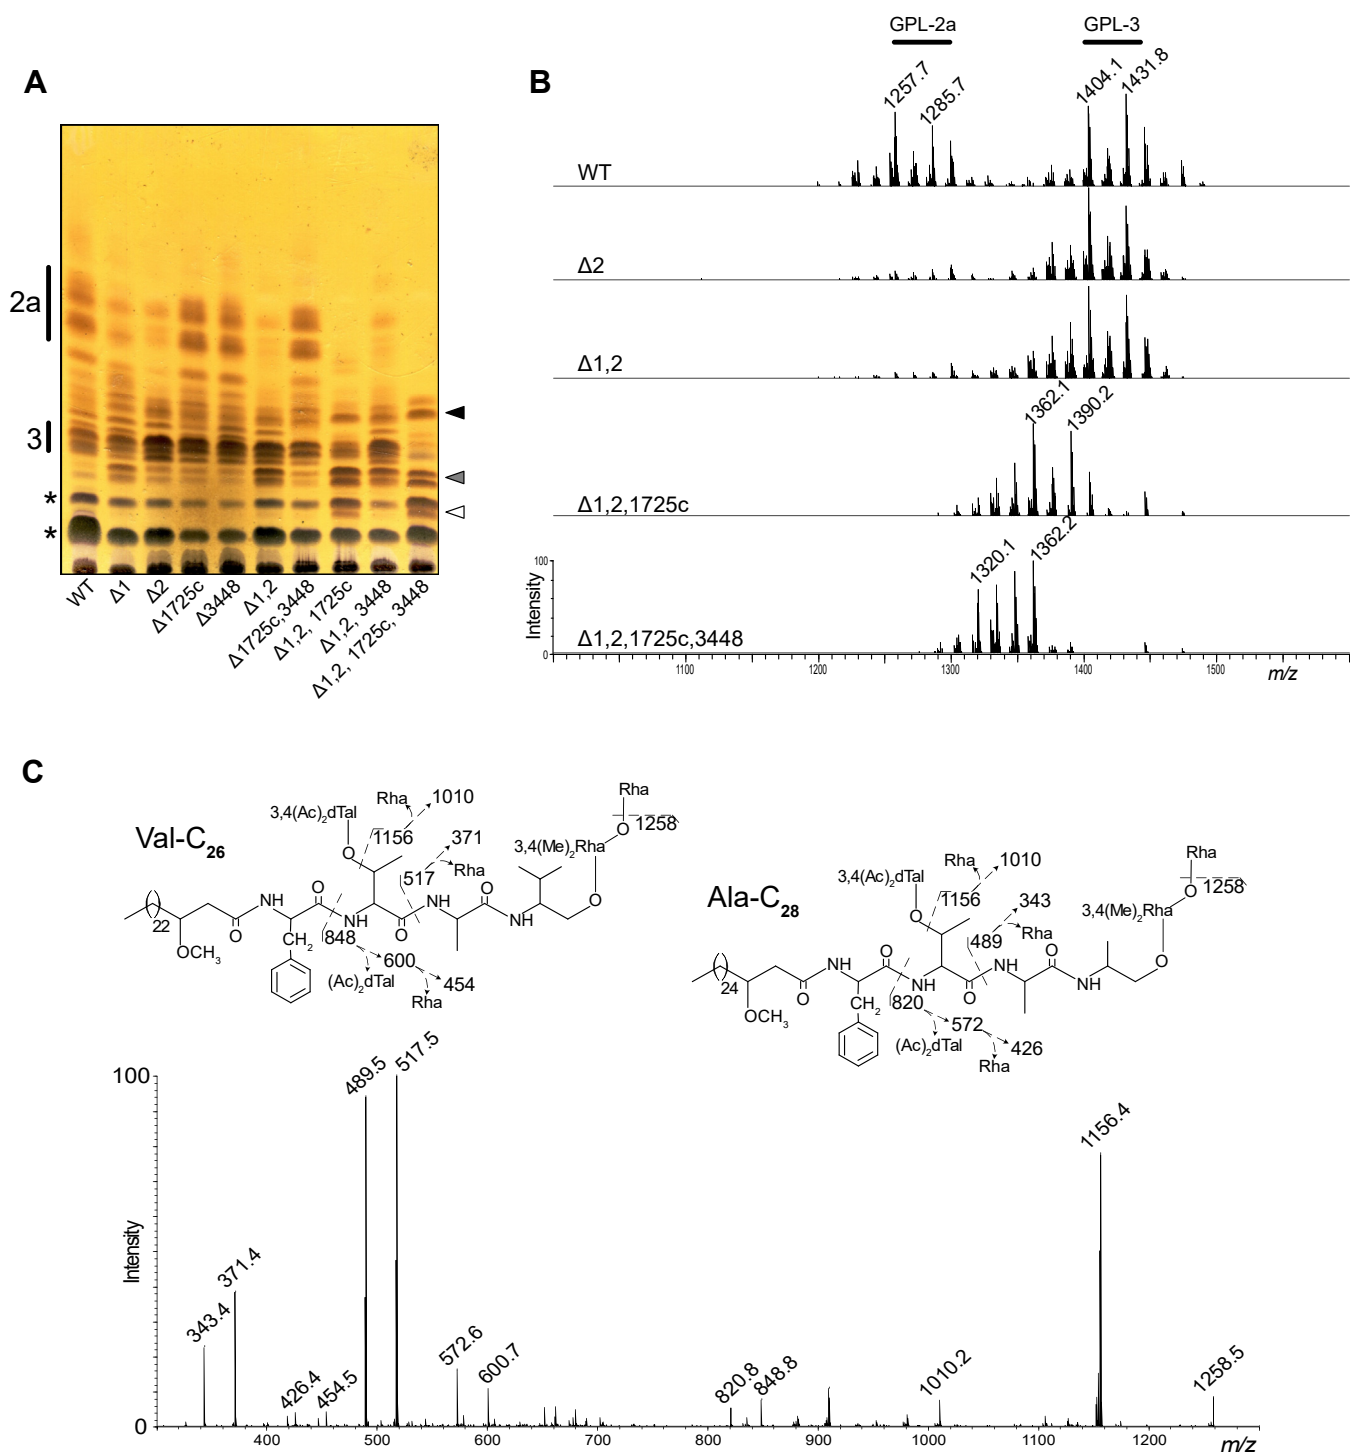 A
2a
3
*
*
WT
Δ1
Δ2
Δ1725c
Δ3448
Δ1,2
Δ1725c,3448
Δ1,2, 1725c
Δ1,2, 3448
Δ1,2, 1725c, 3448
B
GPL-2a
GPL-3
1257.7
1285.7
1404.1
1431.8
WT
Δ2
Δ1,2
1362.1
1390.2
Δ1,2,1725c
1320.1
1362.2
Δ1,2,1725c,3448
Intensity
100
0
1100
1200
1300
1400
1500
m/z
C
Val-C26
3,4(Ac)2dTal
Rha
1010
1156
O
517
371
Rha
3,4(Me)2Rha
Rha
O
1258
O
22
OCH3
O
NH
CH2
O
NH
848
600
454
(Ac)2dTal
Rha
O
NH
O
NH
Ala-C28
3,4(Ac)2dTal
Rha
1010
1156
O
489
343
Rha
3,4(Me)2Rha
Rha
O
1258
O
24
OCH3
O
NH
CH2
O
NH
820
572
426
(Ac)2dTal
Rha
O
NH
O
NH
100
0
Intensity
343.4
371.4
426.4
454.5
489.5
517.5
572.6
600.7
820.8
848.8
1010.2
1156.4
1258.5
400
500
600
700
800
900
1000
1100
1200
m/z